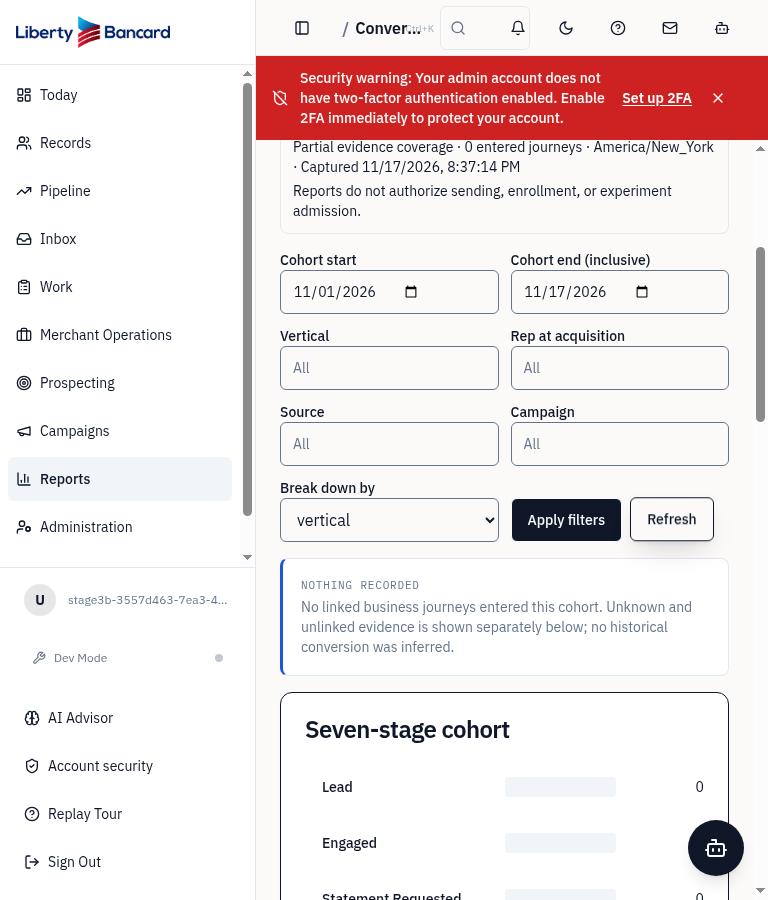 Liberty Bancard
Today
Records
Pipeline
Inbox
Work
Merchant Operations
Prospecting
Campaigns
Reports
Administration
U
stage3b-3557d463-7ea3-4...
Dev Mode
AI Advisor
Account security
Replay Tour
Sign Out
/ Conver...
Ctrl+K
Security warning: Your admin account does not
have two-factor authentication enabled. Enable
2FA immediately to protect your account.
Set up 2FA
Partial evidence coverage · 0 entered journeys · America/New_York
· Captured 11/17/2026, 8:37:14 PM
Reports do not authorize sending, enrollment, or experiment
admission.
Cohort start
Cohort end (inclusive)
11/01/2026
11/17/2026
Vertical
Rep at acquisition
All
All
Source
Campaign
All
All
Break down by
vertical
Apply filters
Refresh
NOTHING RECORDED
No linked business journeys entered this cohort. Unknown and
unlinked evidence is shown separately below; no historical
conversion was inferred.
Seven-stage cohort
Lead 0
Engaged
Statement Requested 0